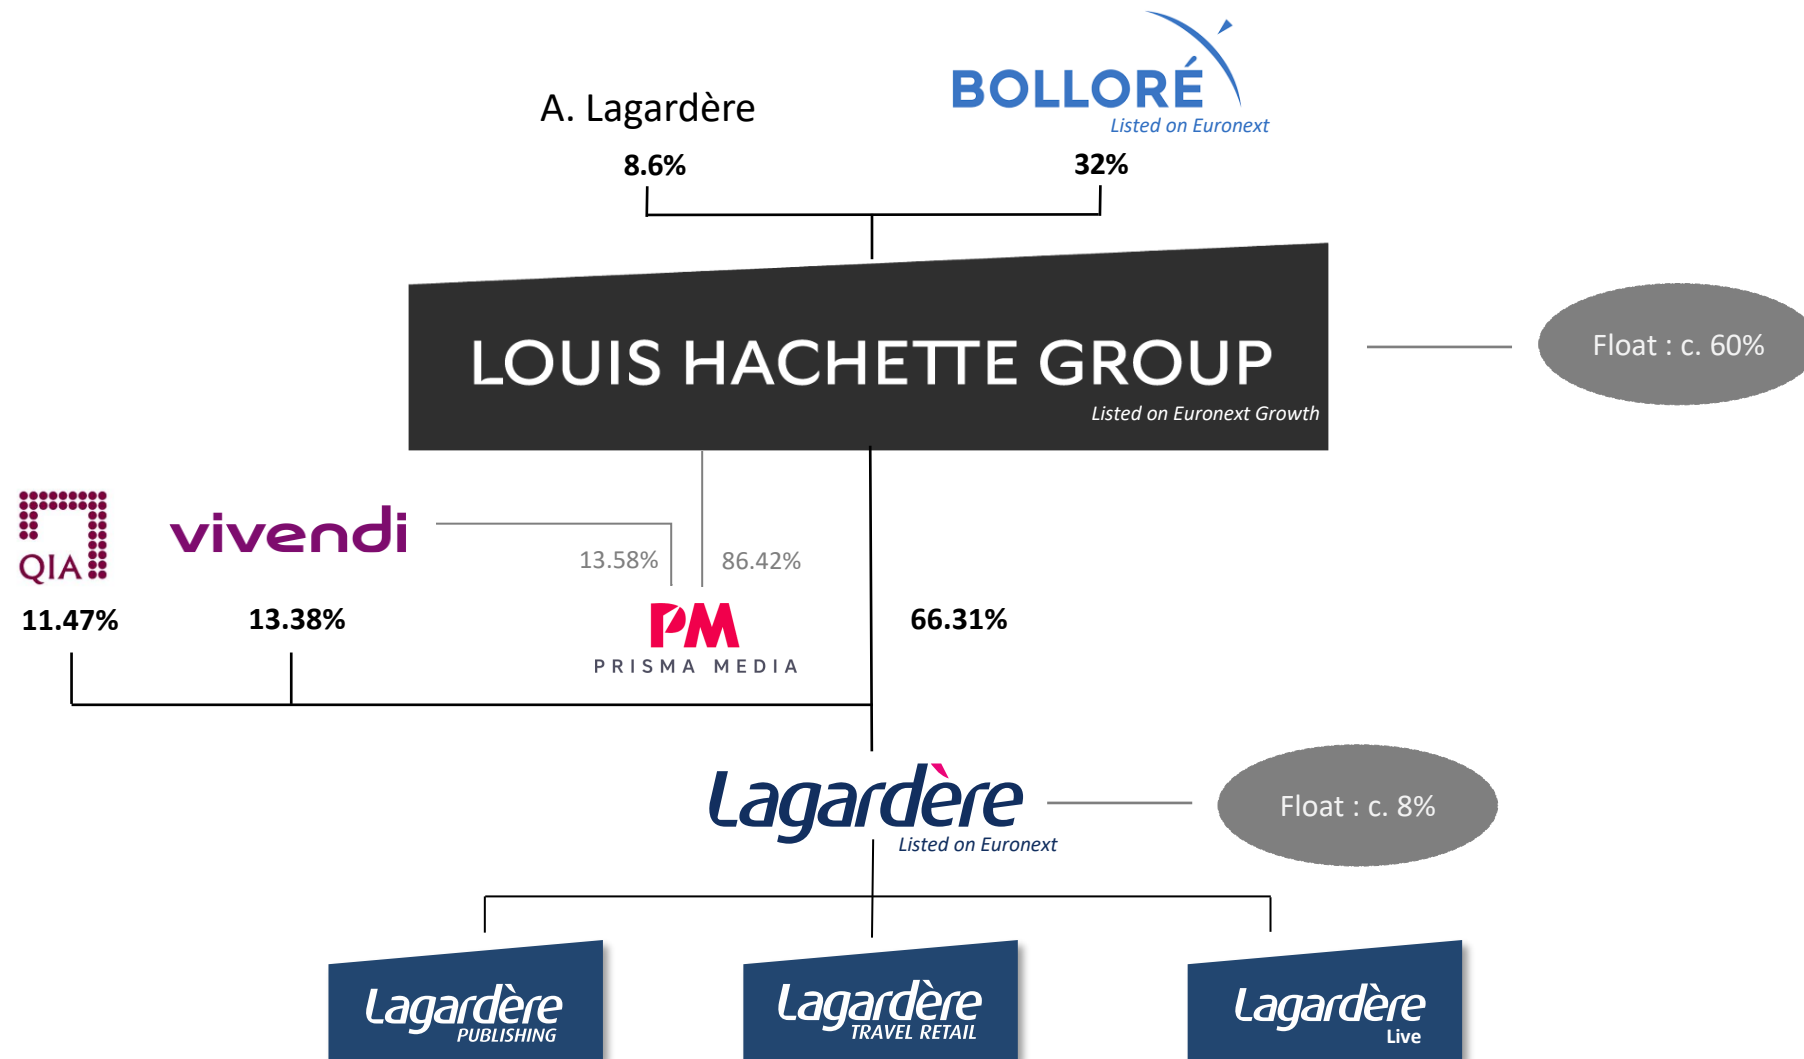 BOLLORÉ
Listed on Euronext
A. Lagardère
8.6%
32%
LOUIS HACHETTE GROUP
Listed on Euronext Growth
Float : c. 60%
QIA
vivendi
13.58%
86.42%
11.47%
13.38%
66.31%
PM
PRISMA MEDIA
Lagardère
Listed on Euronext
Float : c. 8%
Lagardère
PUBLISHING
Lagardère
TRAVEL RETAIL
Lagardère
Live